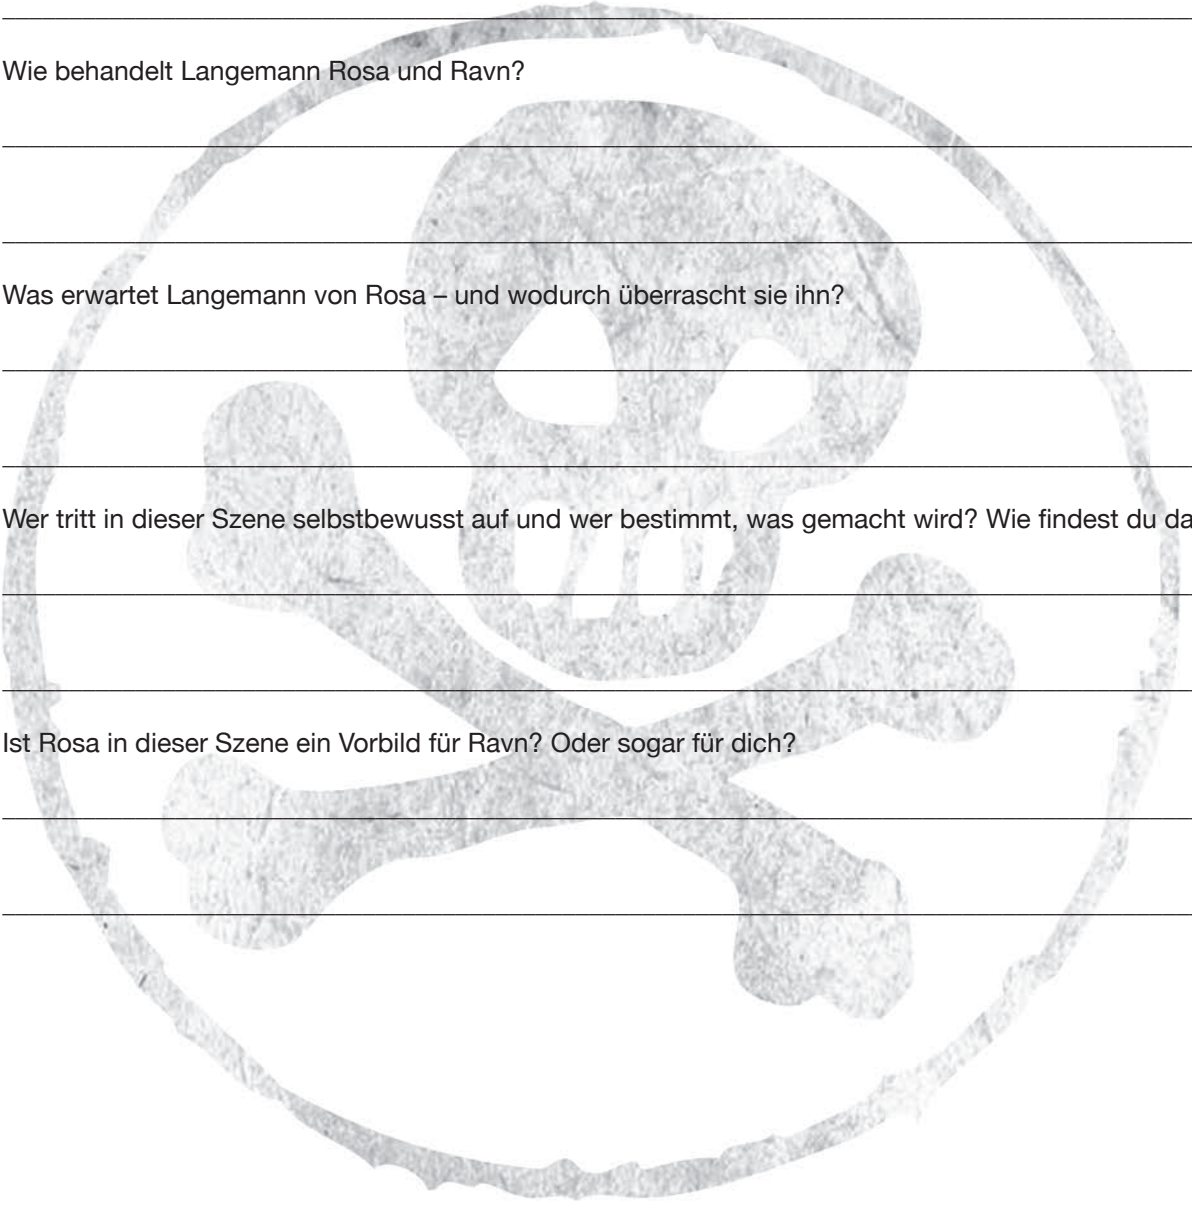 Wie behandelt Langemann Rosa und Ravn?
Was erwartet Langemann von Rosa – und wodurch überrascht sie ihn?
Wer tritt in dieser Szene selbstbewusst auf und wer bestimmt, was gemacht wird? Wie findest du
Ist Rosa in dieser Szene ein Vorbild für Ravn? Oder sogar für dich?